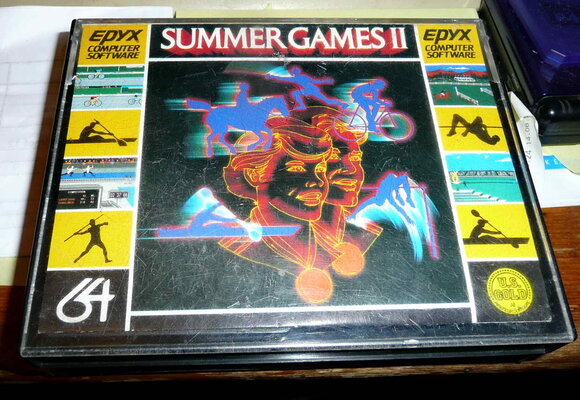 EPYX
COMPUTER
SOFTWARE
SUMMER GAMES II
EPYX
COMPUTER
SOFTWARE
64
U.S.
GOLD